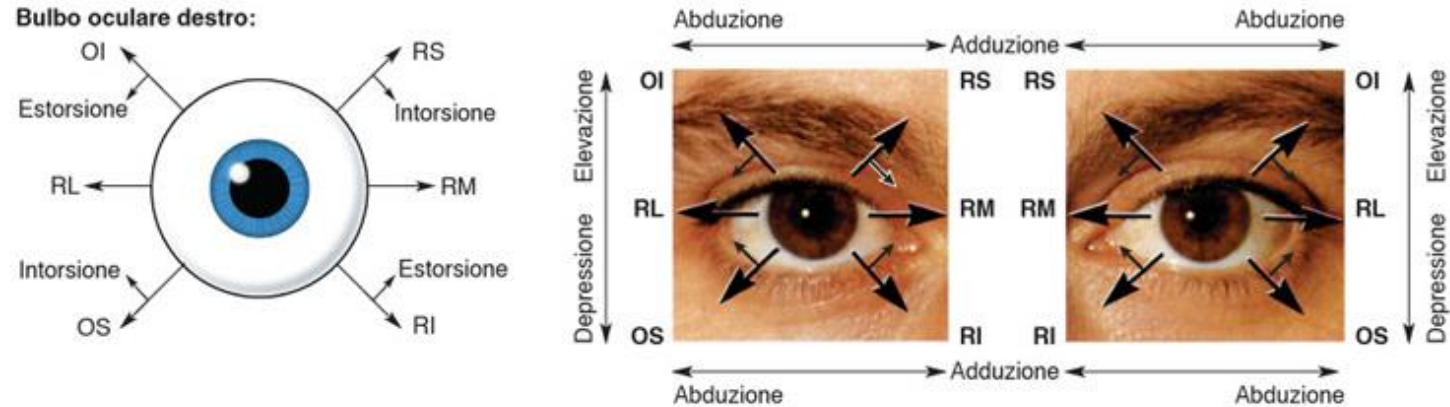 Bulbo oculare destro:
OI
RS
Estorsione
Intorsione
RL
RM
Intorsione
Estorsione
OS
RI
Abduzione
Abduzione
Adduzione
Elevazione
OI
RS
RS
OI
Elevazione
RL
RM
RM
RL
Depressione
OS
RI
RI
OS
Depressione
Adduzione
Abduzione
Abduzione